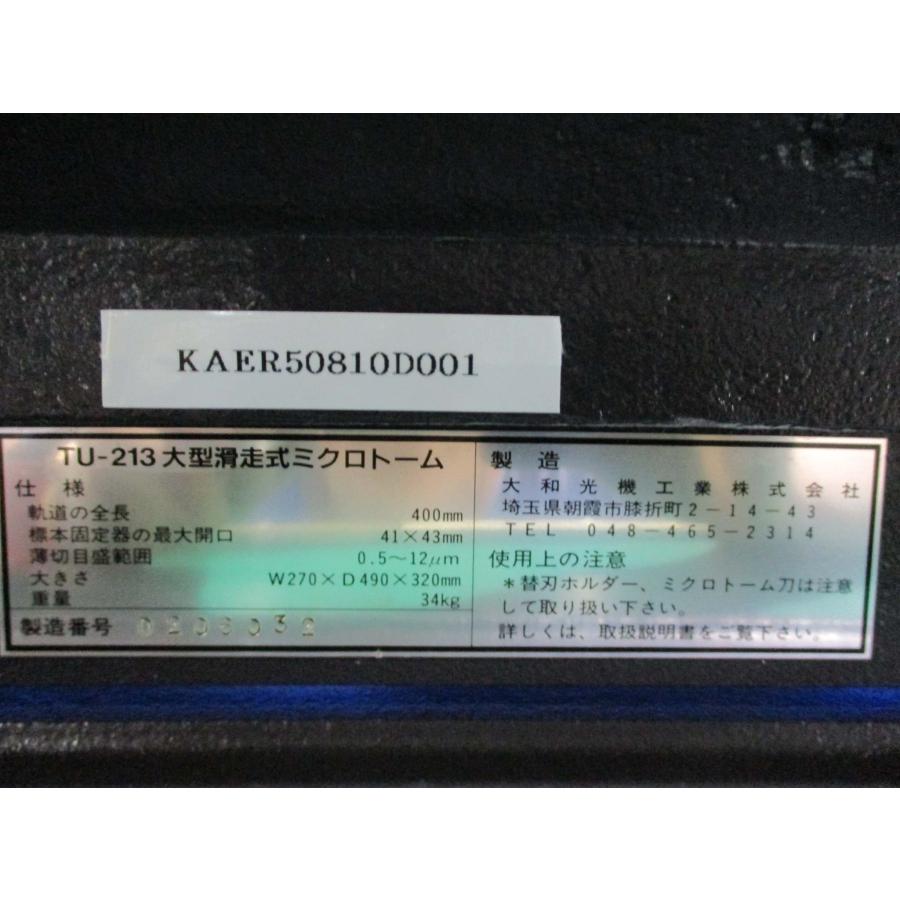 KAER50810D001
TU-213 大型滑走式ミクロトーム
仕様
軌道の全長 400mm
標本固定器の最大開口 41×43mm
薄切目盛範囲 0.5～12μm
大きさ W270×D490×320mm
重量 34kg
製造番号
製造
大和光機工業株式会社
埼玉県朝霞市膝折町2-14-43
TEL 048-465-2314
使用上の注意
*替刃ホルダー、ミクロトーム刀は注意
して取り扱い下さい。
詳しくは、取扱説明書をご覧下さい。